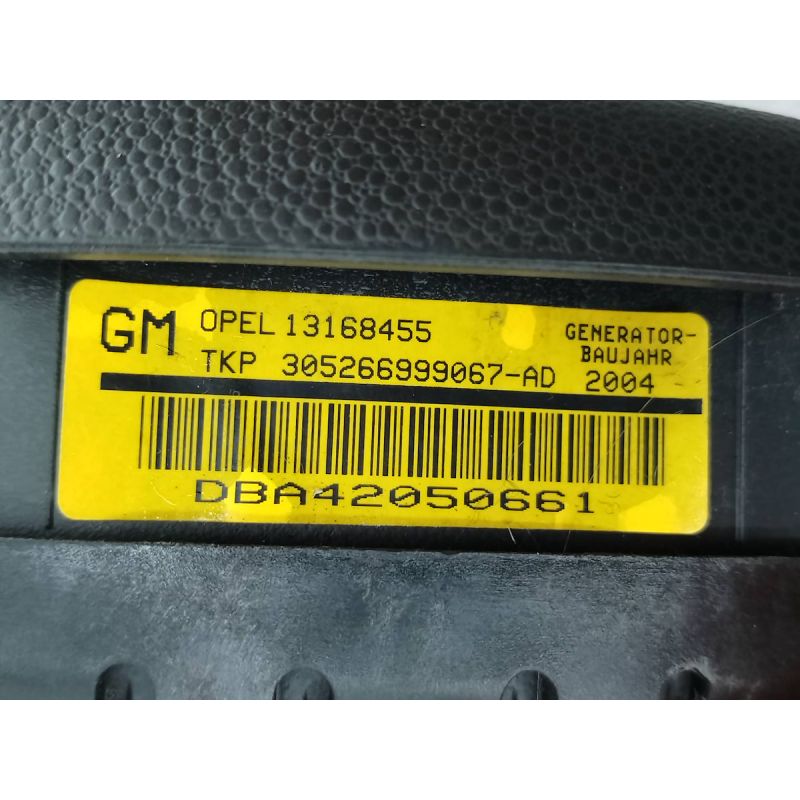 GM OPEL 13168455 GENERATOR-
BAUJAHR
TKP 305266999067-AD 2004
DBA42050661